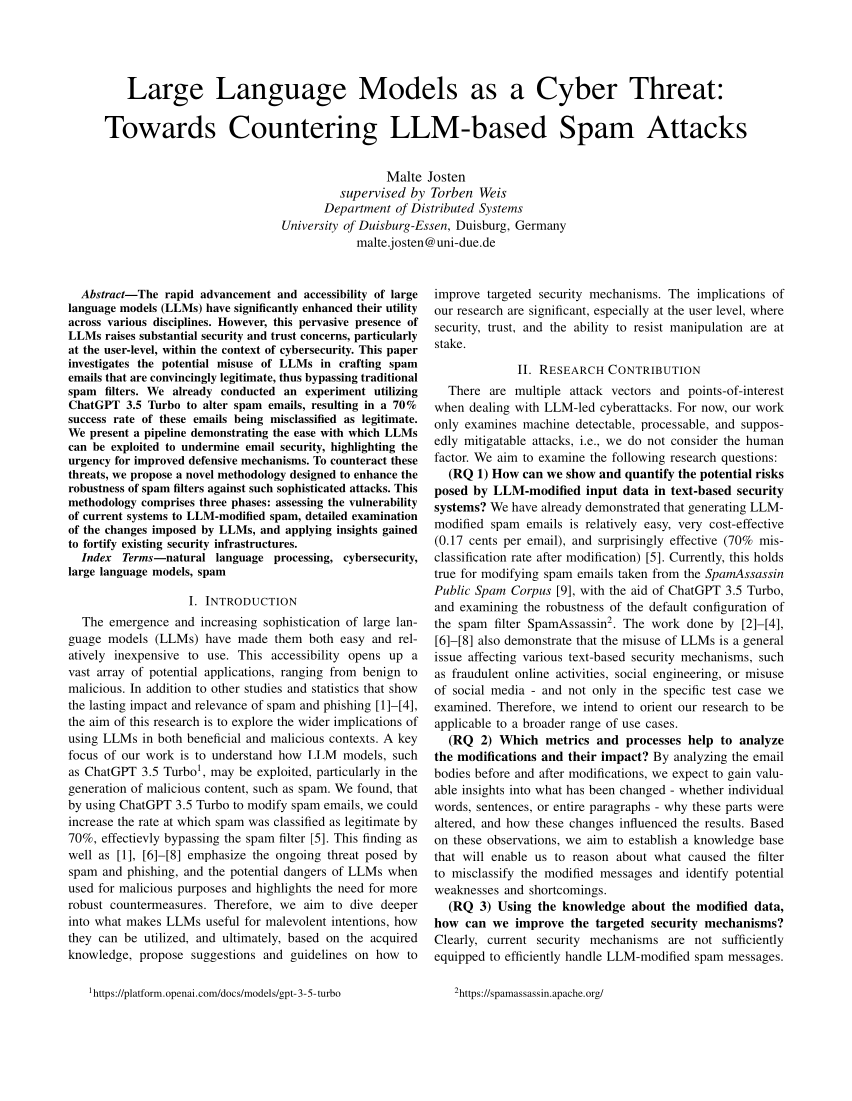 Large Language Models as a Cyber Threat:
Towards Countering LLM-based Spam Attacks
Malte Josten
supervised by Torben Weis
Department of Distributed Systems
University of Duisburg-Essen, Duisburg, Germany
malte.josten@uni-due.de
Abstract—The rapid advancement and accessibility of large
language models (LLMs) have significantly enhanced their utility
across various disciplines. However, this pervasive presence of
LLMs raises substantial security and trust concerns, particularly
at the user-level, within the context of cybersecurity. This paper
investigates the potential misuse of LLMs in crafting spam
emails that are convincingly legitimate, thus bypassing traditional
spam filters. We already conducted an experiment utilizing
ChatGPT 3.5 Turbo to alter spam emails, resulting in a 70%
success rate of these emails being misclassified as legitimate.
We present a pipeline demonstrating the ease with which LLMs
can be exploited to undermine email security, highlighting the
urgency for improved defensive mechanisms. To counteract these
threats, we propose a novel methodology designed to enhance the
robustness of spam filters against such sophisticated attacks. This
methodology comprises three phases: assessing the vulnerability
of current systems to LLM-modified spam, detailed examination
of the changes imposed by LLMs, and applying insights gained
to fortify existing security infrastructures.
Index Terms—natural language processing, cybersecurity,
large language models, spam
I. INTRODUCTION
The emergence and increasing sophistication of large lan-
guage models (LLMs) have made them both easy and rel-
atively inexpensive to use. This accessibility opens up a
vast array of potential applications, ranging from benign to
malicious. In addition to other studies and statistics that show
the lasting impact and relevance of spam and phishing [1]–[4],
the aim of this research is to explore the wider implications of
using LLMs in both beneficial and malicious contexts. A key
focus of our work is to understand how LLM models, such
as ChatGPT 3.5 Turbo1, may be exploited, particularly in the
generation of malicious content, such as spam. We found, that
by using ChatGPT 3.5 Turbo to modify spam emails, we could
increase the rate at which spam was classified as legitimate by
70%, effectievly bypassing the spam filter [5]. This finding as
well as [1], [6]–[8] emphasize the ongoing threat posed by
spam and phishing, and the potential dangers of LLMs when
used for malicious purposes and highlights the need for more
robust countermeasures. Therefore, we aim to dive deeper
into what makes LLMs useful for malevolent intentions, how
they can be utilized, and ultimately, based on the acquired
knowledge, propose suggestions and guidelines on how to
1https://platform.openai.com/docs/models/gpt-3-5-turbo
improve targeted security mechanisms. The implications of
our research are significant, especially at the user level, where
security, trust, and the ability to resist manipulation are at
stake.
II. RESEARCH CONTRIBUTION
There are multiple attack vectors and points-of-interest
when dealing with LLM-led cyberattacks. For now, our work
only examines machine detectable, processable, and suppos-
edly mitigatable attacks, i.e., we do not consider the human
factor. We aim to examine the following research questions:
(RQ 1) How can we show and quantify the potential risks
posed by LLM-modified input data in text-based security
systems? We have already demonstrated that generating LLM-
modified spam emails is relatively easy, very cost-effective
(0.17 cents per email), and surprisingly effective (70% mis-
classification rate after modification) [5]. Currently, this holds
true for modifying spam emails taken from the SpamAssassin
Public Spam Corpus [9], with the aid of ChatGPT 3.5 Turbo,
and examining the robustness of the default configuration of
the spam filter SpamAssassin2. The work done by [2]–[4],
[6]–[8] also demonstrate that the misuse of LLMs is a general
issue affecting various text-based security mechanisms, such
as fraudulent online activities, social engineering, or misuse
of social media - and not only in the specific test case we
examined. Therefore, we intend to orient our research to be
applicable to a broader range of use cases.
(RQ 2) Which metrics and processes help to analyze
the modifications and their impact? By analyzing the email
bodies before and after modifications, we expect to gain valu-
able insights into what has been changed - whether individual
words, sentences, or entire paragraphs - why these parts were
altered, and how these changes influenced the results. Based
on these observations, we aim to establish a knowledge base
that will enable us to reason about what caused the filter
to misclassify the modified messages and identify potential
weaknesses and shortcomings.
(RQ 3) Using the knowledge about the modified data,
how can we improve the targeted security mechanisms?
Clearly, current security mechanisms are not sufficiently
equipped to efficiently handle LLM-modified spam messages.
2https://spamassassin.apache.org/